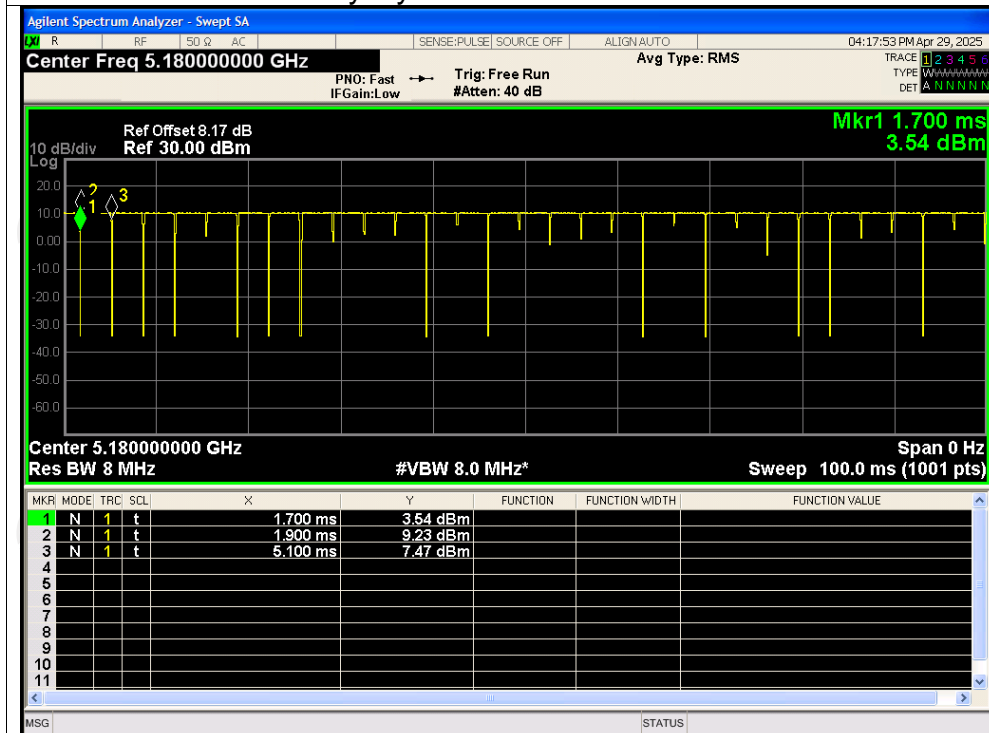 Agilent Spectrum Analyzer - Swept SA
LXI R RF 50 Ω AC SENSE:PULSE SOURCE OFF ALIGN AUTO 04:17:53 PM Apr 29, 2025
Center Freq 5.180000000 GHz Avg Type: RMS TRACE 1 2 3 4 5 6
PNO: Fast Trig: Free Run TYPE WWWWWW
IFGain:Low #Atten: 40 dB DET A N N N N N
Mkr1 1.700 ms
Ref Offset 8.17 dB
10 dB/div Ref 30.00 dBm 3.54 dBm
Log
20.0
2
1
3
10.0
0.00
-10.0
-20.0
-30.0
-40.0
-50.0
-60.0
Center 5.180000000 GHz Span 0 Hz
Res BW 8 MHz #VBW 8.0 MHz* Sweep 100.0 ms (1001 pts)
MKR MODE TRC SCL X Y FUNCTION FUNCTION WIDTH FUNCTION VALUE
1 N 1 t 1.700 ms 3.54 dBm
2 N 1 t 1.900 ms 9.23 dBm
3 N 1 t 5.100 ms 7.47 dBm
4
5
6
7
8
9
10
11
MSG STATUS